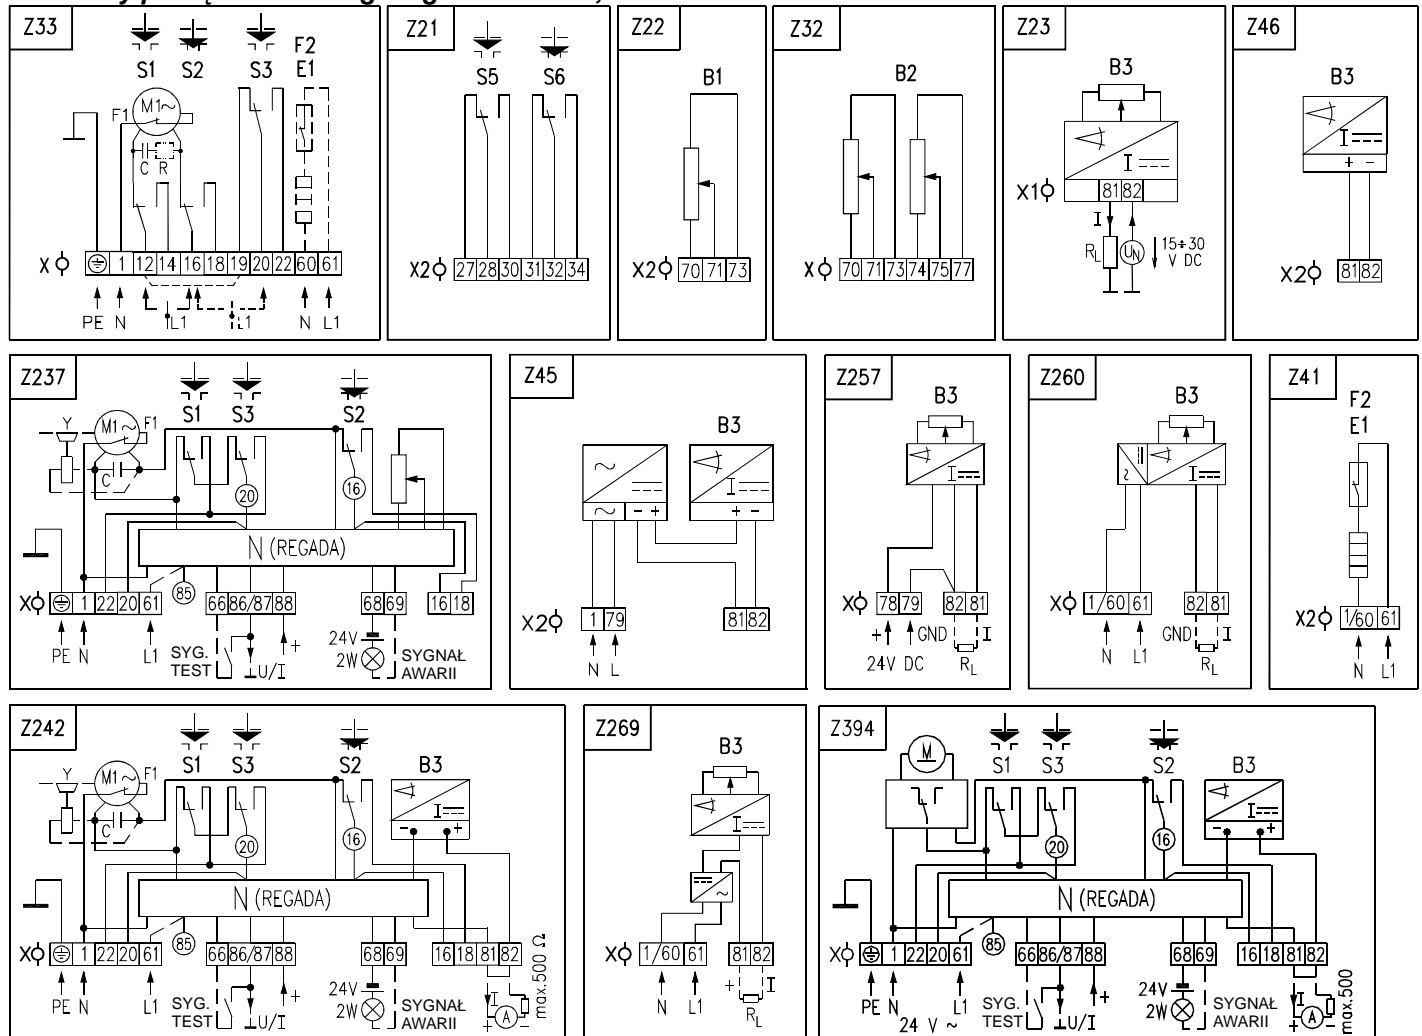 Z33
S1 S2 S3 F2
E1
M1~
F1
C R
X 1 12 14 16 18 19 20 22 60 61
PE N L1 L1 N L1
Z21
S5 S6
X2 27 28 30 31 32 34
Z22
B1
X2 70 71 73
Z32
B2
X 70 71 73 74 75 77
Z23
B3
I
X1 81 82
I
RL UN 15÷30
V DC
Z46
B3
I
+ -
X2 81 82
Z237
S1 S3 S2
Y M1~ F1
C
20 16
N (REGADA)
85
X 1 22 20 61 66 86/87 88 68 69 16 18
PE N L1 SYG.
TEST
U/I + 24V
2W
SYGNAŁ
AWARII
Z45
B3
~ I
~ - + + -
X2 1 79 81 82
N L
Z257
B3
I
X 78 79 82 81
+ GND I
24V DC RL
Z260
B3
~ I
X 1/60 61 82 81
N L1 GND I
RL
Z41
F2
E1
X2 1/60 61
N L1
Z242
S1 S3 S2 B3
Y M1~ F1
C
I
- +
20 16
N (REGADA)
85
X 1 22 20 61 66 86/87 88 68 69 16 18 81 82
PE N L1 SYG.
TEST
U/I + 24V
2W
SYGNAŁ
AWARII
I
+ A -
max.500 Ω
Z269
B3
I
~
X 1/60 61 81 82
N L1 + I
RL
Z394
M
S1 S3 S2 B3
I
- +
20 16
N (REGADA)
85
X 1 22 20 61 66 86/87 88 68 69 16 18 81 82
PE N L1
24 V ~
SYG.
TEST
U/I + 24V
2W
SYGNAŁ
AWARII
I
+ A -
max.500